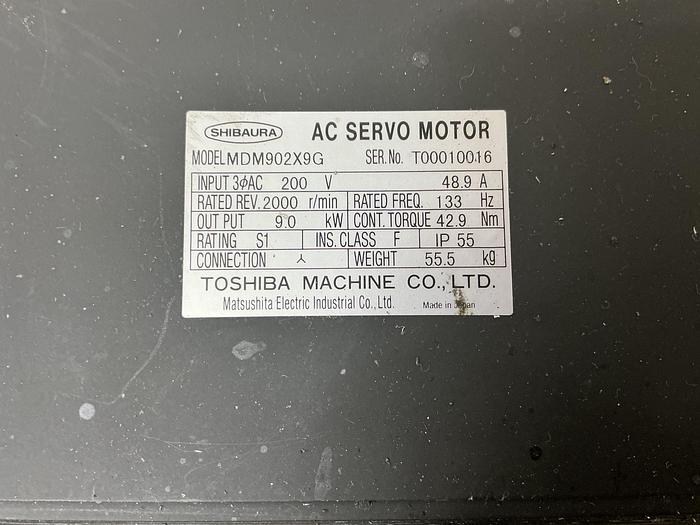 SHIBAURA AC SERVO MOTOR
MODEL MDM902X9G SER.No. T00010016
INPUT 3ϕAC 200 V 48.9 A
RATED REV. 2000 r/min RATED FREQ. 133 Hz
OUT PUT 9.0 kW CONT. TORQUE 42.9 Nm
RATING S1 INS. CLASS F IP 55
CONNECTION 人 WEIGHT 55.5 kg
TOSHIBA MACHINE CO., LTD.
Matsushita Electric Industrial Co., Ltd. Made in Japan